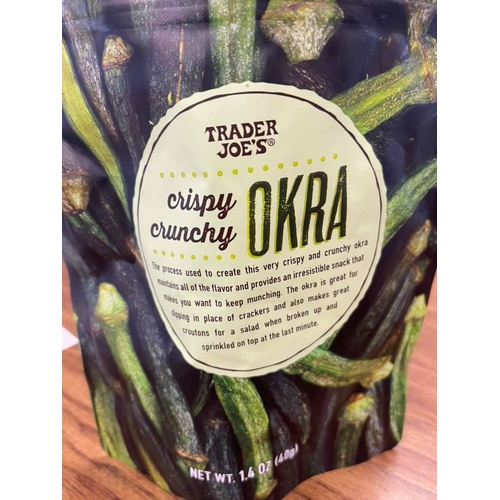 TRADER
JOE'S®
crispy
crunchy
OKRA
The process used to create this very crispy and crunchy okra
maintains all of the flavor and provides an irresistible snack that
makes you want to keep munching. The okra is great for
dipping in place of crackers and also makes great
croutons for a salad when broken up and
sprinkled on top at the last minute.
NET WT. 1.4 OZ (40g)